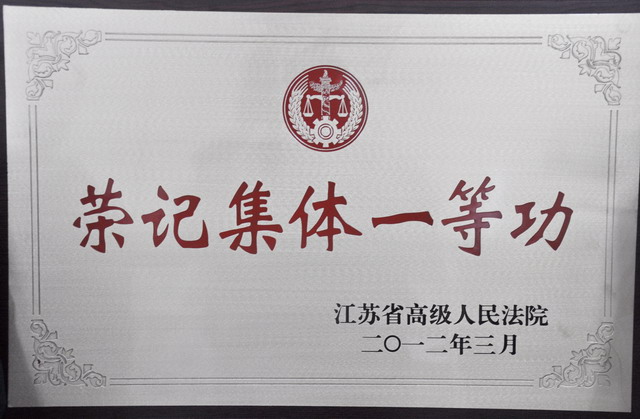 荣记集体一等功
江苏省高级人民法院
二〇一二年三月